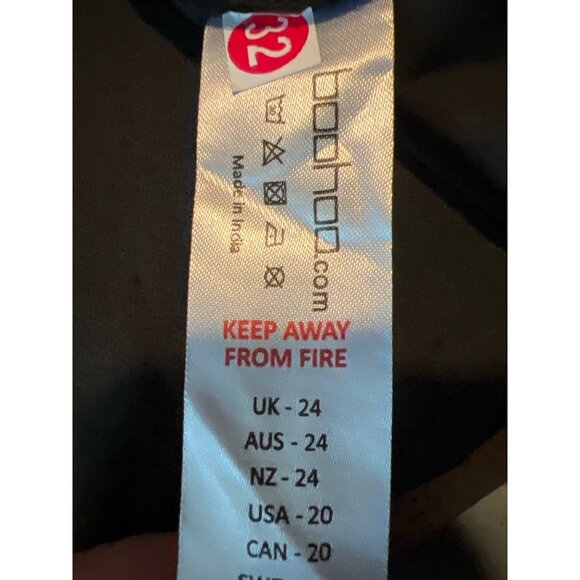 32
boohoo.com
Made in India
KEEP AWAY
FROM FIRE
UK - 24
AUS - 24
NZ - 24
USA - 20
CAN - 20